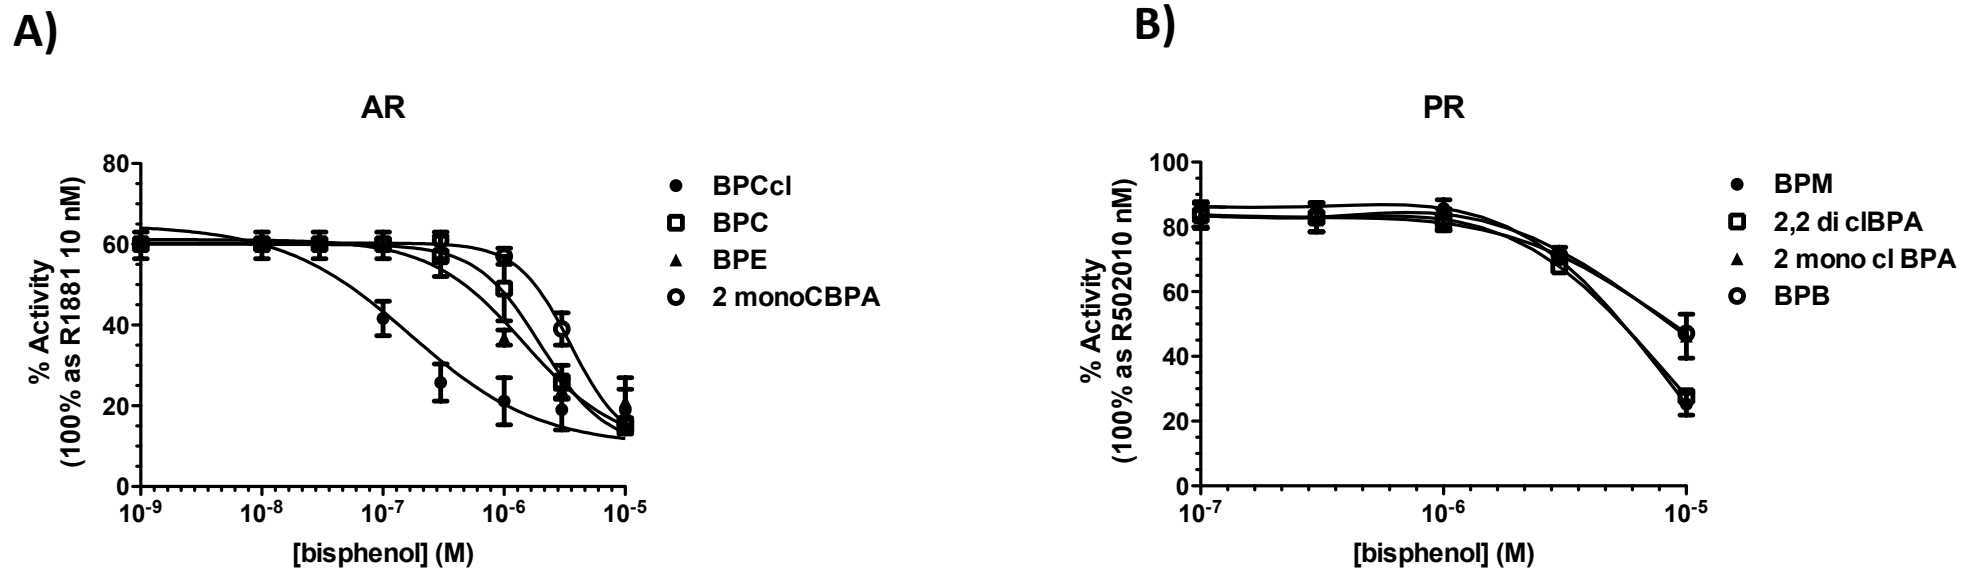 A)
AR
% Activity
(100% as R1881 10 nM)
80
60
40
20
0
10-9
10-8
10-7
10-6
10-5
[bisphenol] (M)
BPCcl
BPC
BPE
2 monoCBPA
B)
PR
% Activity
(100% as R502010 nM)
100
80
60
40
20
0
10-7
10-6
10-5
[bisphenol] (M)
BPM
2,2 di clBPA
2 mono cl BPA
BPB